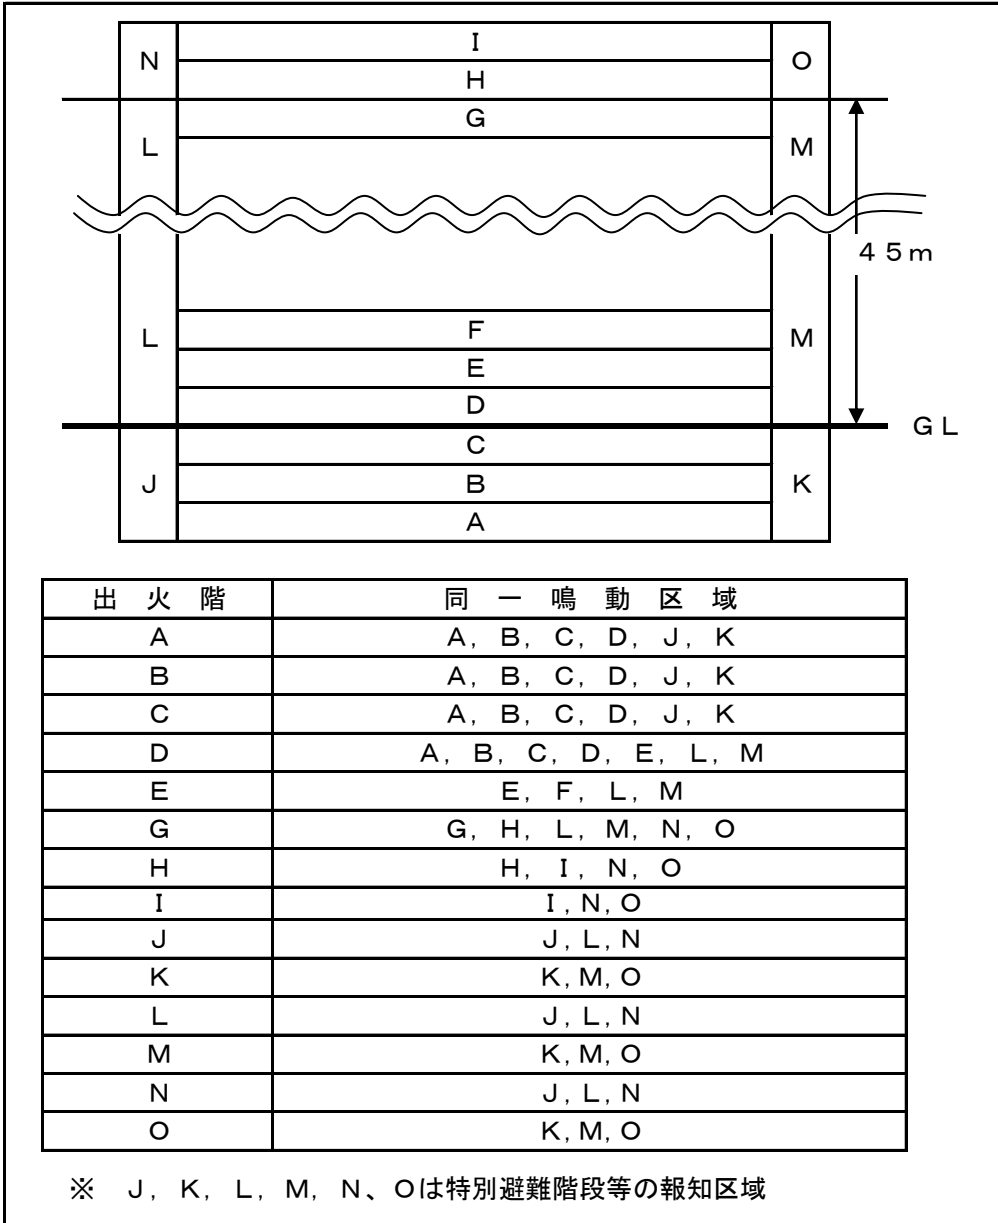 I
N O
H
G
L M
45m
F
L M
E
D
GL
C
J B K
A
出火階 同一鳴動区域
A A, B, C, D, J, K
B A, B, C, D, J, K
C A, B, C, D, J, K
D A, B, C, D, E, L, M
E E, F, L, M
G G, H, L, M, N, O
H H, I, N, O
I I, N, O
J J, L, N
K K, M, O
L J, L, N
M K, M, O
N J, L, N
O K, M, O
※ J, K, L, M, N、Oは特別避難階段等の報知区域